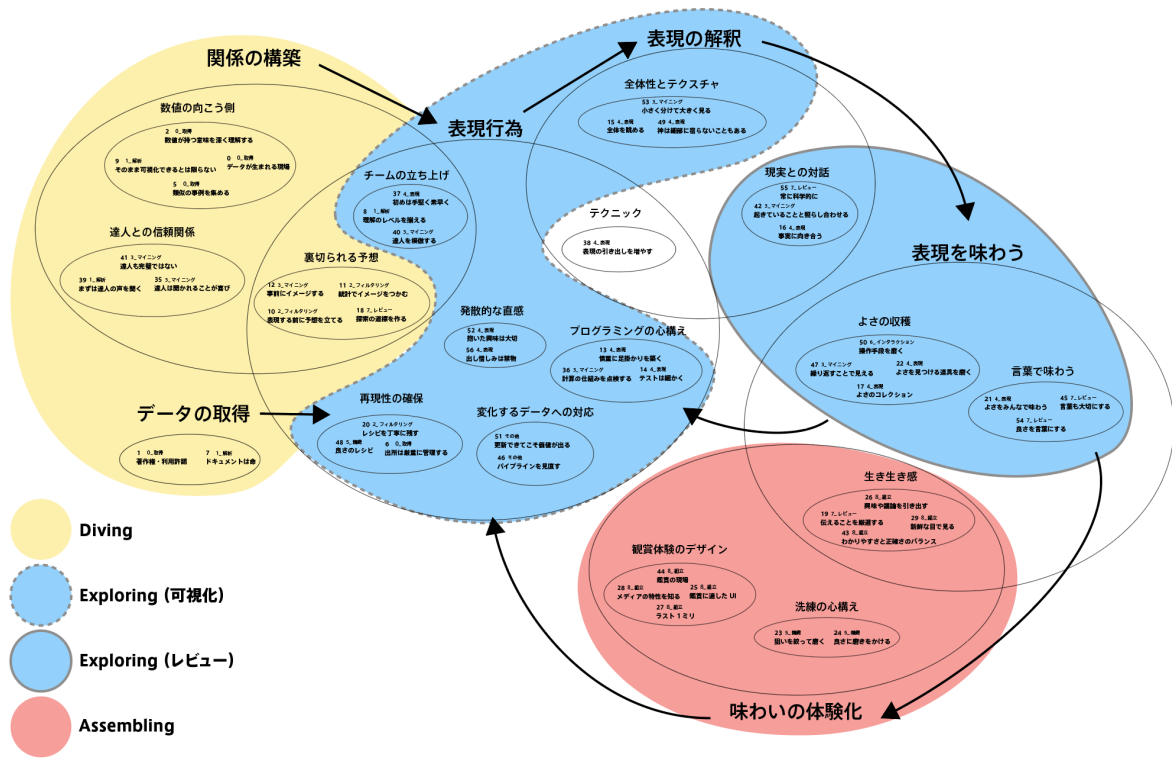 関係の構築
数値の向こう側
2 0_取得
数値が持つ意味を深く理解する
9 1_解析
そのまま可視化できるとは限らない
0 0_取得
データが生まれる現場
5 0_取得
類似の事例を集める
達人との信頼関係
41 3_マイニング
達人も完璧ではない
39 1_解析
まずは達人の声を聞く
35 3_マイニング
達人は聞かれることが喜び
データの取得
1 0_取得
著作権・利用許諾
7 1_解析
ドキュメントは命
表現行為
チームの立ち上げ
37 4_表現
初めは手堅く素早く
8 1_解析
理解のレベルを揃える
40 3_マイニング
達人を模倣する
裏切られる予想
12 3_マイニング
事前にイメージする
11 2_フィルタリング
統計でイメージをつかむ
10 2_フィルタリング
表現する前に予想を立てる
18 7_レビュー
探索の道標を作る
発散的な直感
52 4_表現
抱いた興味は大切
56 4_表現
出し惜しみは禁物
プログラミングの心構え
13 4_表現
慎重に足掛かりを築く
36 3_マイニング
計算の仕組みを点検する
14 4_表現
テストは細かく
再現性の確保
20 2_フィルタリング
レシピを丁寧に残す
48 5_精緻
良さのレシピ
6 0_取得
出所は厳重に管理する
変化するデータへの対応
51 その他
更新できてこそ価値が出る
46 その他
パイプラインを見直す
表現の解釈
全体性とテクスチャ
53 3_マイニング
小さく分けて大きく見る
15 4_表現
全体を眺める
49 4_表現
神は細部に宿らないこともある
テクニック
38 4_表現
表現の引き出しを増やす
現実との対話
55 7_レビュー
常に科学的に
42 3_マイニング
起きていることと照らし合わせる
16 4_表現
事実に向き合う
表現を味わう
よさの収穫
50 6_インタラクション
操作手段を磨く
47 3_マイニング
繰り返すことで見える
22 4_表現
よさを見つける道具を磨く
17 4_表現
よさのコレクション
言葉で味わう
21 4_表現
よさをみんなで味わう
45 7_レビュー
言葉も大切にする
54 7_レビュー
良さを言葉にする
生き生き感
26 8_組立
興味や議論を引き出す
19 7_レビュー
伝えることを厳選する
29 8_組立
新鮮な目で見る
43 8_組立
わかりやすさと正確さのバランス
観賞体験のデザイン
44 8_組立
鑑賞の現場
28 8_組立
メディアの特性を知る
25 8_組立
鑑賞に適した UI
27 8_組立
ラスト 1 ミリ
洗練の心構え
23 5_精緻
狙いを絞って磨く
24 5_精緻
良さに磨きをかける
味わいの体験化
Diving
Exploring (可視化)
Exploring (レビュー)
Assembling